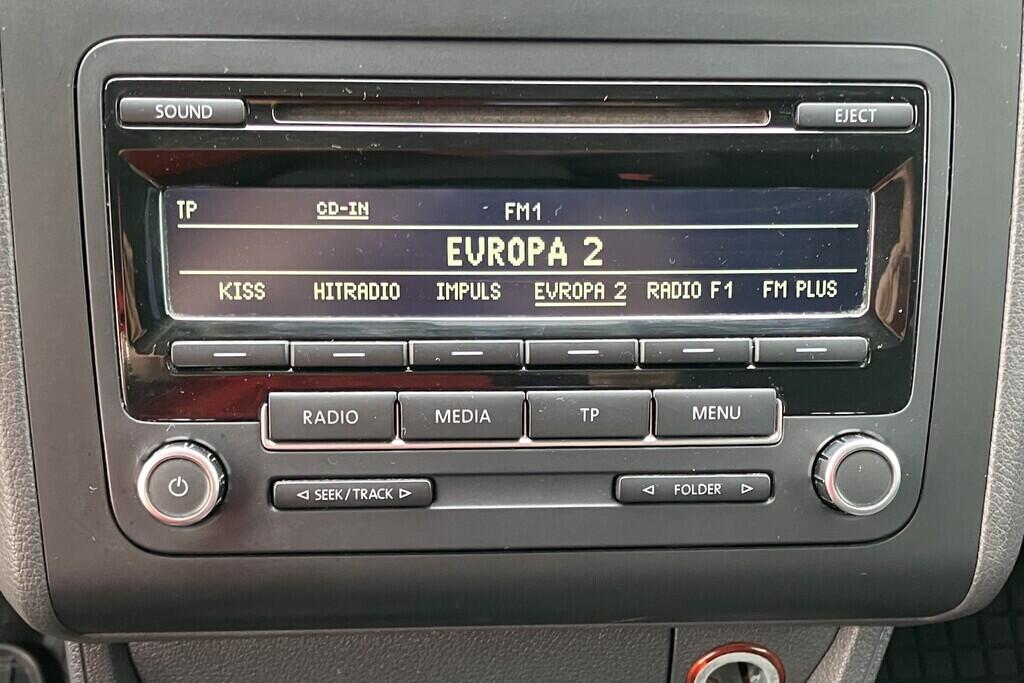 SOUND EJECT
TP CD-IN FM1
EVROPA 2
KISS HITRADIO IMPULS EVROPA 2 RADIO F1 FM PLUS
RADIO MEDIA TP MENU
SEEK/TRACK FOLDER